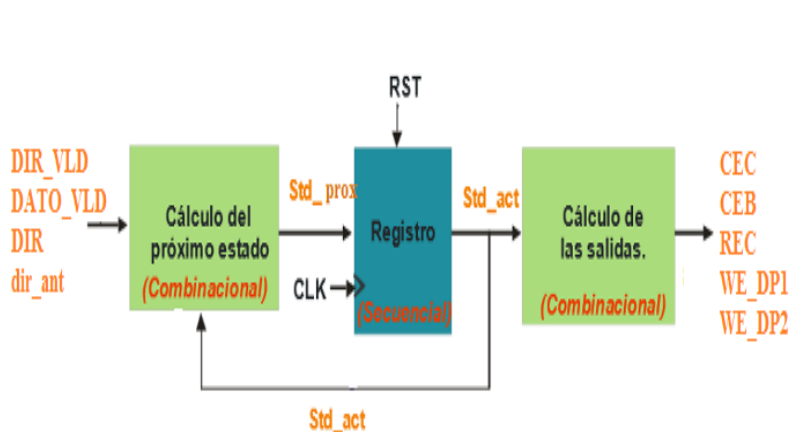 RST
DIR_VLD
DATO_VLD
DIR
dir_ant
Cálculo del
próximo estado
(Combinacional)
Std_prox
CLK
Registro
(Secuencial)
Std_act
Cálculo de
las salidas.
(Combinacional)
CEC
CEB
REC
WE_DP1
WE_DP2
Std_act